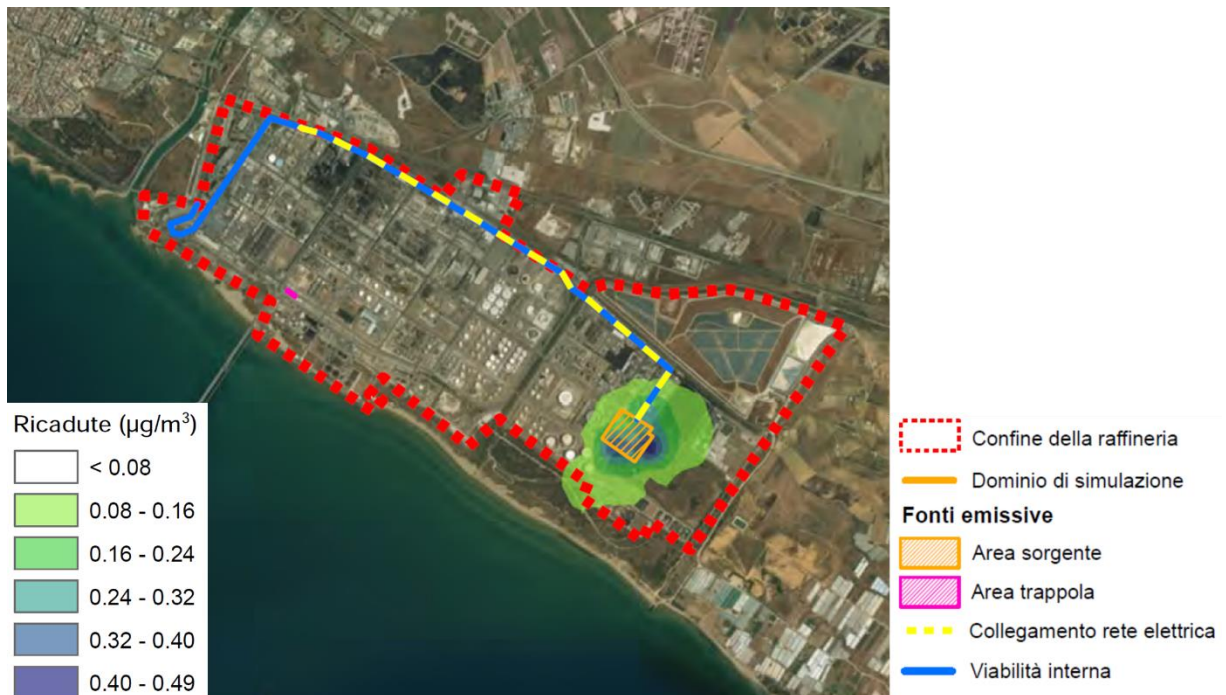 Ricadute (µg/m³)
< 0.08
0.08 - 0.16
0.16 - 0.24
0.24 - 0.32
0.32 - 0.40
0.40 - 0.49
Confine della raffineria
Dominio di simulazione
Fonti emissive
Area sorgente
Area trappola
Collegamento rete elettrica
Viabilità interna